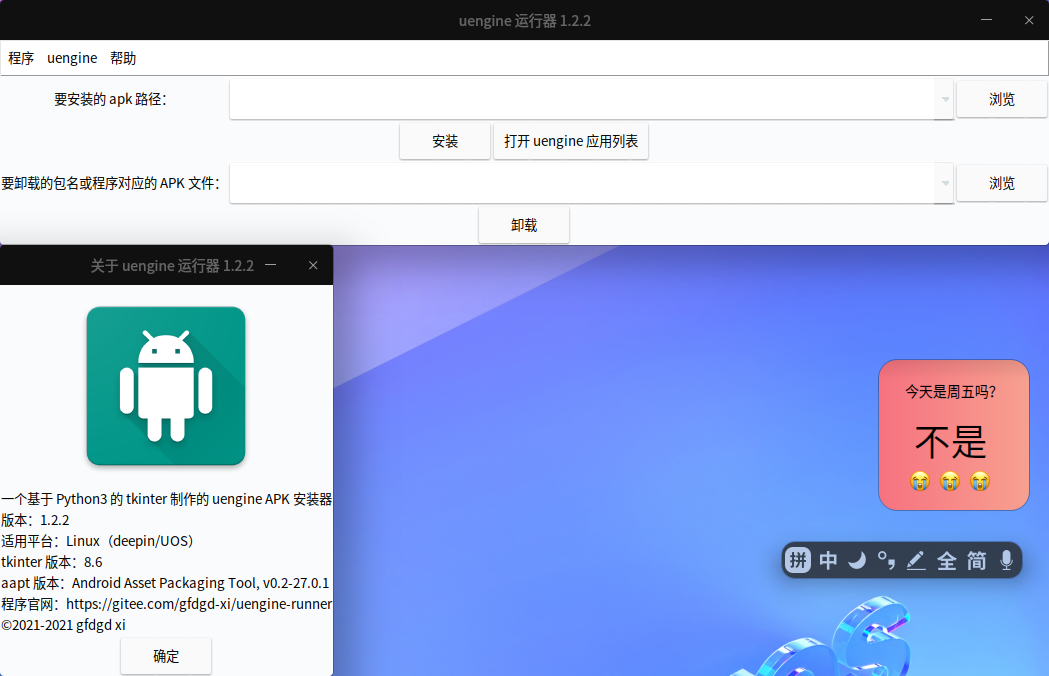 uengine 运行器 1.2.2
程序 uengine 帮助
要安装的 apk 路径： 浏览
安装 打开 uengine 应用列表
要卸载的包名或程序对应的 APK 文件： 浏览
卸载
关于 uengine 运行器 1.2.2
一个基于 Python3 的 tkinter 制作的 uengine APK 安装器
版本：1.2.2
适用平台：Linux（deepin/UOS）
tkinter 版本：8.6
aapt 版本：Android Asset Packaging Tool, v0.2-27.0.1
程序官网：https://gitee.com/gfdgd-xi/uengine-runner
©2021-2021 gfdgd xi
确定
今天是周五吗？
不是
😭 😭 😭
拼 中 全 简